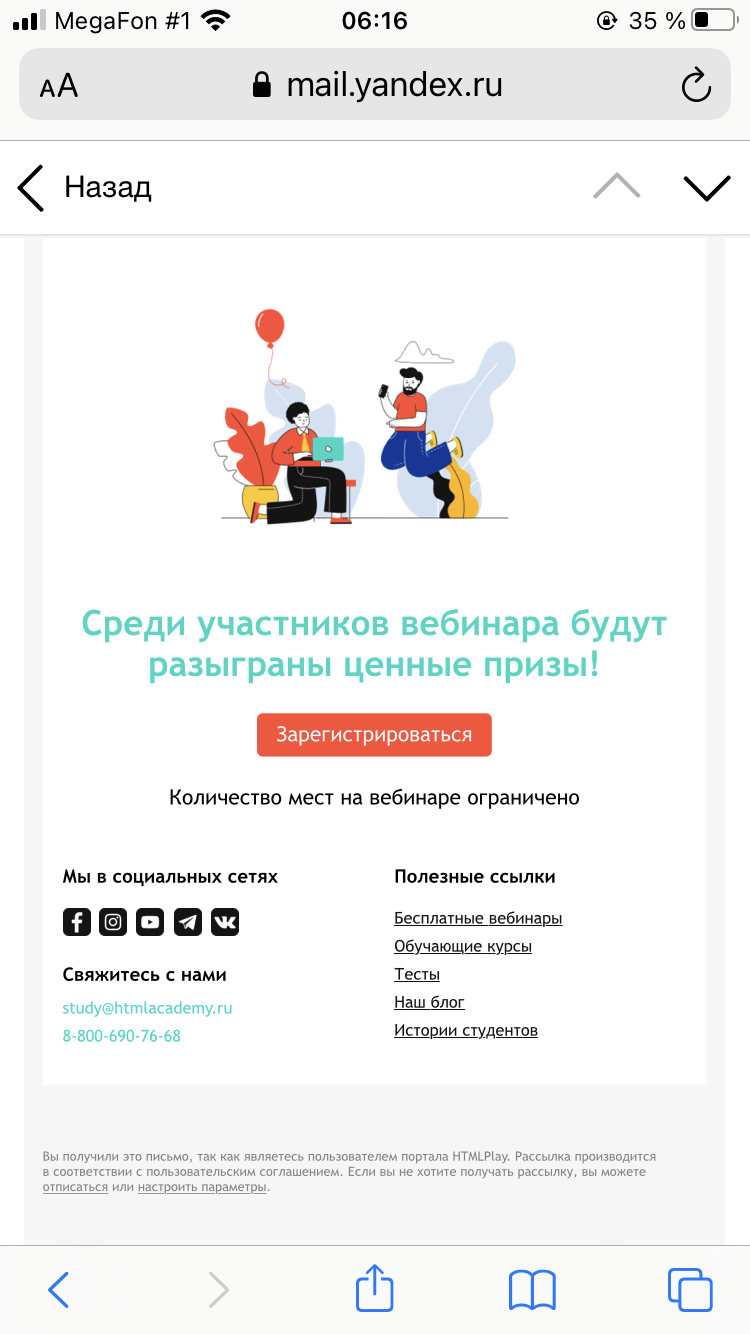 MegaFon #1 06:16 35 %
AA mail.yandex.ru
Назад
Среди участников вебинара будут
разыграны ценные призы!
Зарегистрироваться
Количество мест на вебинаре ограничено
Мы в социальных сетях
Свяжитесь с нами
study@htmlacademy.ru
8-800-690-76-68
Полезные ссылки
Бесплатные вебинары
Обучающие курсы
Тесты
Наш блог
Истории студентов
Вы получили это письмо, так как являетесь пользователем портала HTMLPlay. Рассылка производится
в соответствии с пользовательским соглашением. Если вы не хотите получать рассылку, вы можете
отписаться или настроить параметры.